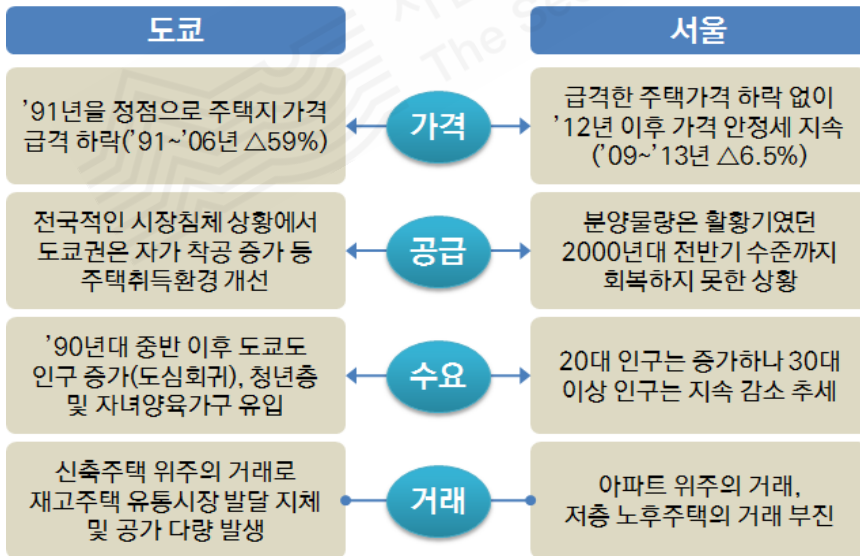 도쿄
서울
’91년을 정점으로 주택지 가격
급격 하락(’91~’06년 △59%)
가격
급격한 주택가격 하락 없이
’12년 이후 가격 안정세 지속
(’09~’13년 △6.5%)
전국적인 시장침체 상황에서
도쿄권은 자가 착공 증가 등
주택취득환경 개선
공급
분양물량은 활황기였던
2000년대 전반기 수준까지
회복하지 못한 상황
’90년대 중반 이후 도쿄도
인구 증가(도심회귀), 청년층
및 자녀양육가구 유입
수요
20대 인구는 증가하나 30대
이상 인구는 지속 감소 추세
신축주택 위주의 거래로
재고주택 유통시장 발달 지체
및 공가 다량 발생
거래
아파트 위주의 거래,
저층 노후주택의 거래 부진
The